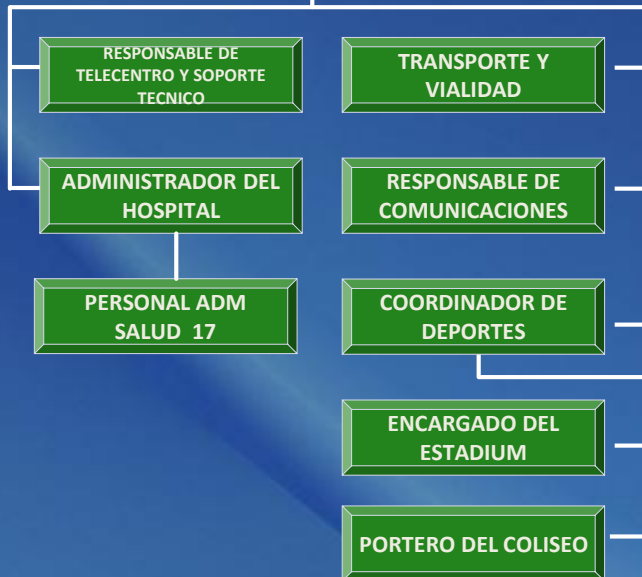 RESPONSABLE DE
TELECENTRO Y SOPORTE
TECNICO
TRANSPORTE Y
VIALIDAD
ADMINISTRADOR DEL
HOSPITAL
RESPONSABLE DE
COMUNICACIONES
PERSONAL ADM
SALUD 17
COORDINADOR DE
DEPORTES
ENCARGADO DEL
ESTADIUM
PORTERO DEL COLISEO